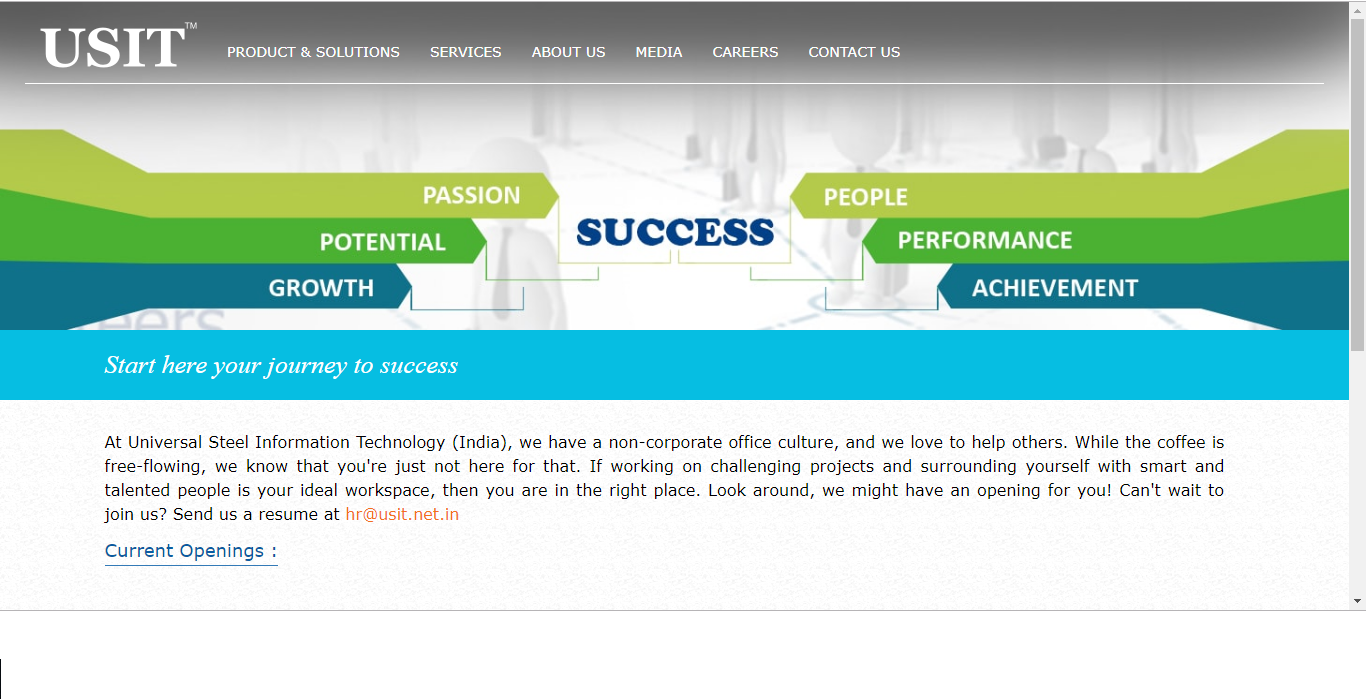 USIT™
PRODUCT & SOLUTIONS SERVICES ABOUT US MEDIA CAREERS CONTACT US
PASSION
POTENTIAL
GROWTH
SUCCESS
PEOPLE
PERFORMANCE
ACHIEVEMENT
eers
Start here your journey to success
At Universal Steel Information Technology (India), we have a non-corporate office culture, and we love to help others. While the coffee is
free-flowing, we know that you're just not here for that. If working on challenging projects and surrounding yourself with smart and
talented people is your ideal workspace, then you are in the right place. Look around, we might have an opening for you! Can't wait to
join us? Send us a resume at hr@usit.net.in
Current Openings :